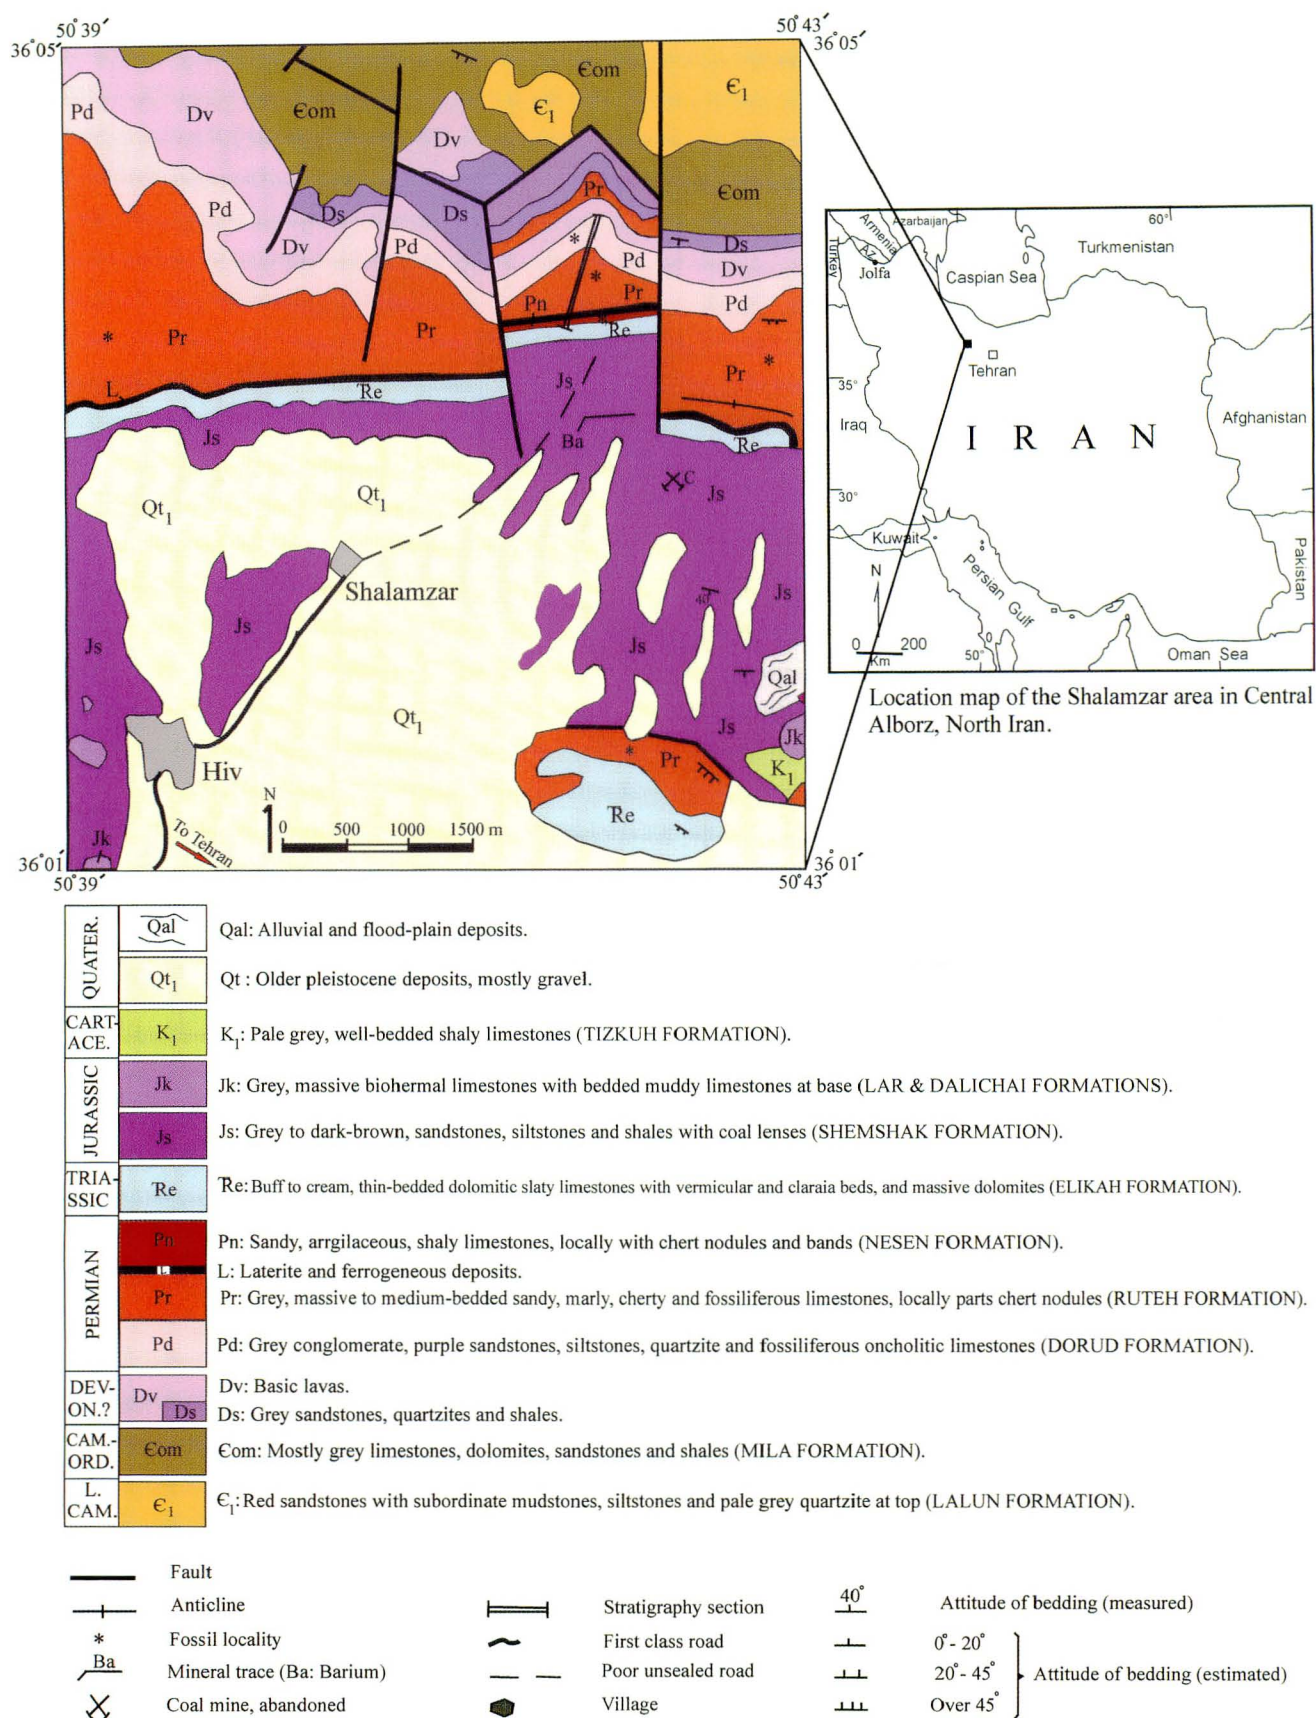 50°39′
50°43′
36°05′
36°05′
Pd
Dv
Єom
Dv
Є1
Єom
Є1
Pd
Ds
Dv
Pd
Ds
Pr
Pd
Pr
Pn
Re
Єom
Ds
Dv
Pd
Pr
*
Pr
Pr
L
Re
Js
Js
Ba
Re
C
Js
Qt1
Qt1
Shalamzar
Js
Js
40
Js
Js
Qal
Qt1
Js
Jk
K1
Hiv
Pr
Re
N
0 500 1000 1500 m
To Tehran
Jk
36°01
36°01
50°39′
50°43′
60°
Armenia
Azarbaijan
AZ.
Turkey
Jolfa
Caspian Sea
Turkmenistan
Tehran
35°
Iraq
IRAN
Afghanistan
30°
Kuwait
Persian Gulf
Pakistan
N
0 200
Km
50°
Oman Sea
Location map of the Shalamzar area in Central
Alborz, North Iran.
QUATER.
Qal
Qal: Alluvial and flood-plain deposits.
Qt1
Qt : Older pleistocene deposits, mostly gravel.
CART-
ACE.
K1
K1: Pale grey, well-bedded shaly limestones (TIZKUH FORMATION).
JURASSIC
Jk
Jk: Grey, massive biohermal limestones with bedded muddy limestones at base (LAR & DALICHAI FORMATIONS).
Js
Js: Grey to dark-brown, sandstones, siltstones and shales with coal lenses (SHEMSHAK FORMATION).
TRIA-
SSIC
Re
Re: Buff to cream, thin-bedded dolomitic slaty limestones with vermicular and claraia beds, and massive dolomites (ELIKAH FORMATION).
PERMIAN
Pn
Pn: Sandy, arrgilaceous, shaly limestones, locally with chert nodules and bands (NESEN FORMATION).
L
L: Laterite and ferrogeneous deposits.
Pr
Pr: Grey, massive to medium-bedded sandy, marly, cherty and fossiliferous limestones, locally parts chert nodules (RUTEH FORMATION).
Pd
Pd: Grey conglomerate, purple sandstones, siltstones, quartzite and fossiliferous oncholitic limestones (DORUD FORMATION).
DEV-
ON.?
Dv
Ds
Dv: Basic lavas.
Ds: Grey sandstones, quartzites and shales.
CAM.-
ORD.
Єom
Єom: Mostly grey limestones, dolomites, sandstones and shales (MILA FORMATION).
L.
CAM.
Є1
Є1: Red sandstones with subordinate mudstones, siltstones and pale grey quartzite at top (LALUN FORMATION).
Fault
Anticline
* Fossil locality
Ba Mineral trace (Ba: Barium)
Coal mine, abandoned
Stratigraphy section
First class road
Poor unsealed road
Village
40° Attitude of bedding (measured)
0°- 20°
20°- 45° Attitude of bedding (estimated)
Over 45°